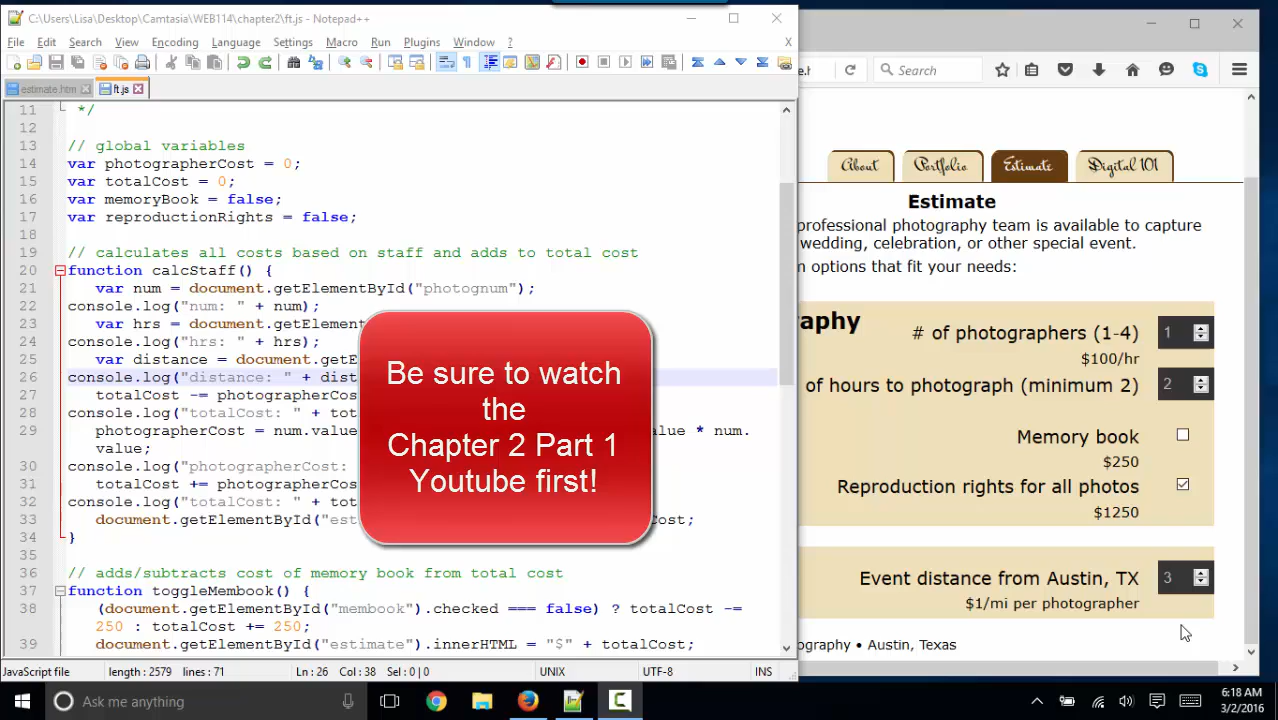 C:\Users\Lisa\Desktop\Camtasia\WEB114\chapter2\ft.js - Notepad++
File Edit Search View Encoding Language Settings Macro Run Plugins Window ? X
estimate.htm ft.js
11 */
12
13 // global variables
14 var photographerCost = 0;
15 var totalCost = 0;
16 var memoryBook = false;
17 var reproductionRights = false;
18
19 // calculates all costs based on staff and adds to total cost
20 function calcStaff() {
21 var num = document.getElementById("photognum");
22 console.log("num: " + num);
23 var hrs = document.getElemen
24 console.log("hrs: " + hrs);
25 var distance = document.getE
26 console.log("distance: " + dist
27 totalCost -= photographerCos
28 console.log("totalCost: " + tot
29 photographerCost = num.value alue * num.
value;
30 console.log("photographerCost:
31 totalCost += photographerCos
32 console.log("totalCost: " + tot
33 document.getElementById("est Cost;
34 }
35
36 // adds/subtracts cost of memory book from total cost
37 function toggleMembook() {
38 (document.getElementById("membook").checked === false) ? totalCost -=
250 : totalCost += 250;
39 document.getElementById("estimate").innerHTML = "$" + totalCost;
Be sure to watch
the
Chapter 2 Part 1
Youtube first!
JavaScript file length : 2579 lines : 71 Ln : 26 Col : 38 Sel : 0 | 0 UNIX UTF-8 INS
Search
About Portfolio Estimate Digital 101
Estimate
professional photography team is available to capture
wedding, celebration, or other special event.
m options that fit your needs:
aphy
# of photographers (1-4) 1
$100/hr
of hours to photograph (minimum 2) 2
Memory book
$250
Reproduction rights for all photos
$1250
Event distance from Austin, TX 3
$1/mi per photographer
ography • Austin, Texas
Ask me anything
6:18 AM
3/2/2016